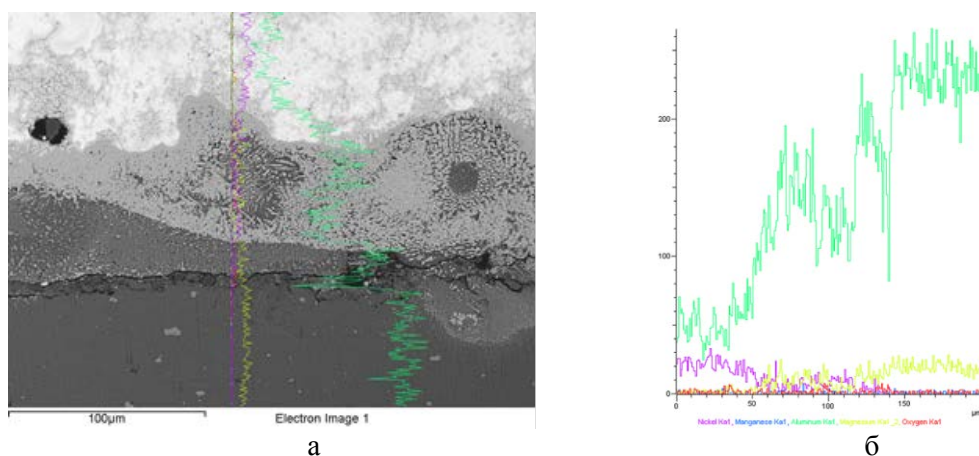 100µm
Electron Image 1
200
100
0
0
50
100
150
µm
Nickel Ka1, Manganese Ka1, Aluminum Ka1, Magnesium Ka1_2, Oxygen Ka1
а
б